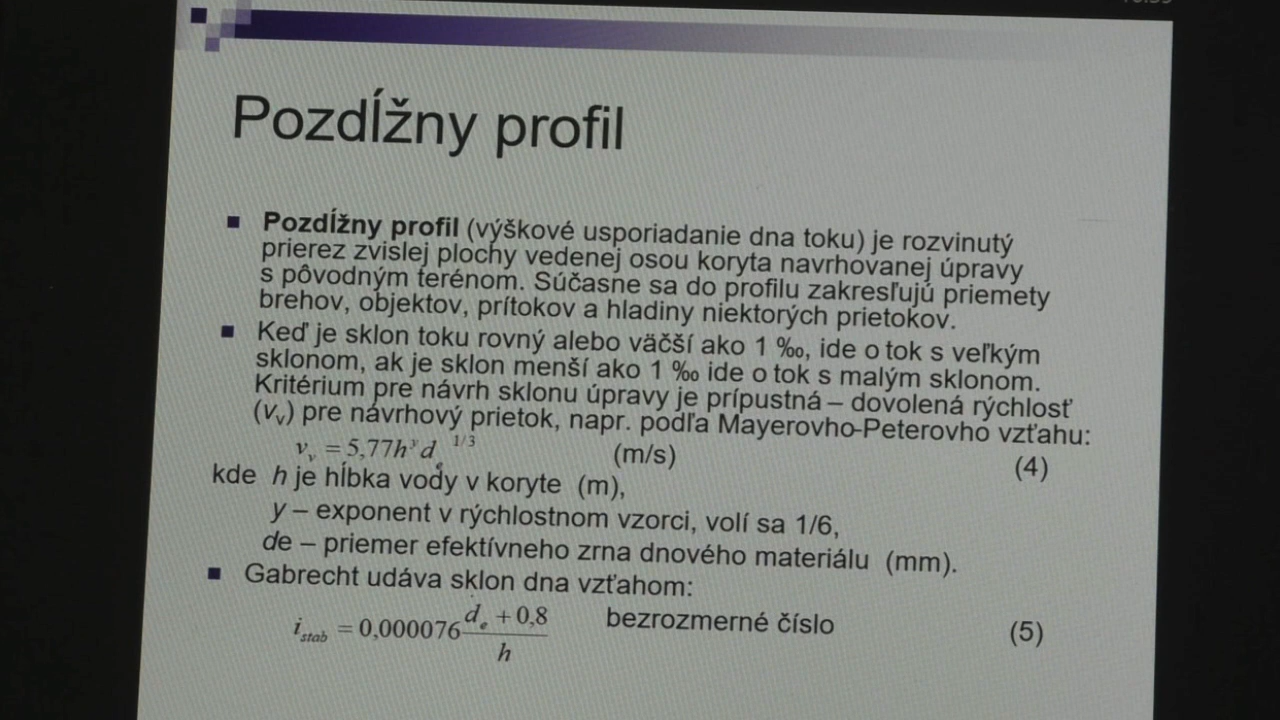 Pozdĺžny profil
Pozdĺžny profil (výškové usporiadanie dna toku) je rozvinutý
prierez zvislej plochy vedenej osou koryta navrhovanej úpravy
s pôvodným terénom. Súčasne sa do profilu zakresľujú priemety
brehov, objektov, prítokov a hladiny niektorých prietokov.
Keď je sklon toku rovný alebo väčší ako 1 ‰, ide o tok s veľkým
sklonom, ak je sklon menší ako 1 ‰ ide o tok s malým sklonom.
Kritérium pre návrh sklonu úpravy je prípustná – dovolená rýchlosť
(vᵥ) pre návrhový prietok, napr. podľa Mayerovho-Peterovho vzťahu:
vᵥ = 5,77hʸdₑ^1/3 (m/s) (4)
kde h je hĺbka vody v koryte (m),
y – exponent v rýchlostnom vzorci, volí sa 1/6,
de – priemer efektívneho zrna dnového materiálu (mm).
Gabrecht udáva sklon dna vzťahom:
i_stab = 0,000076 (dₑ + 0,8)/h bezrozmerné číslo (5)